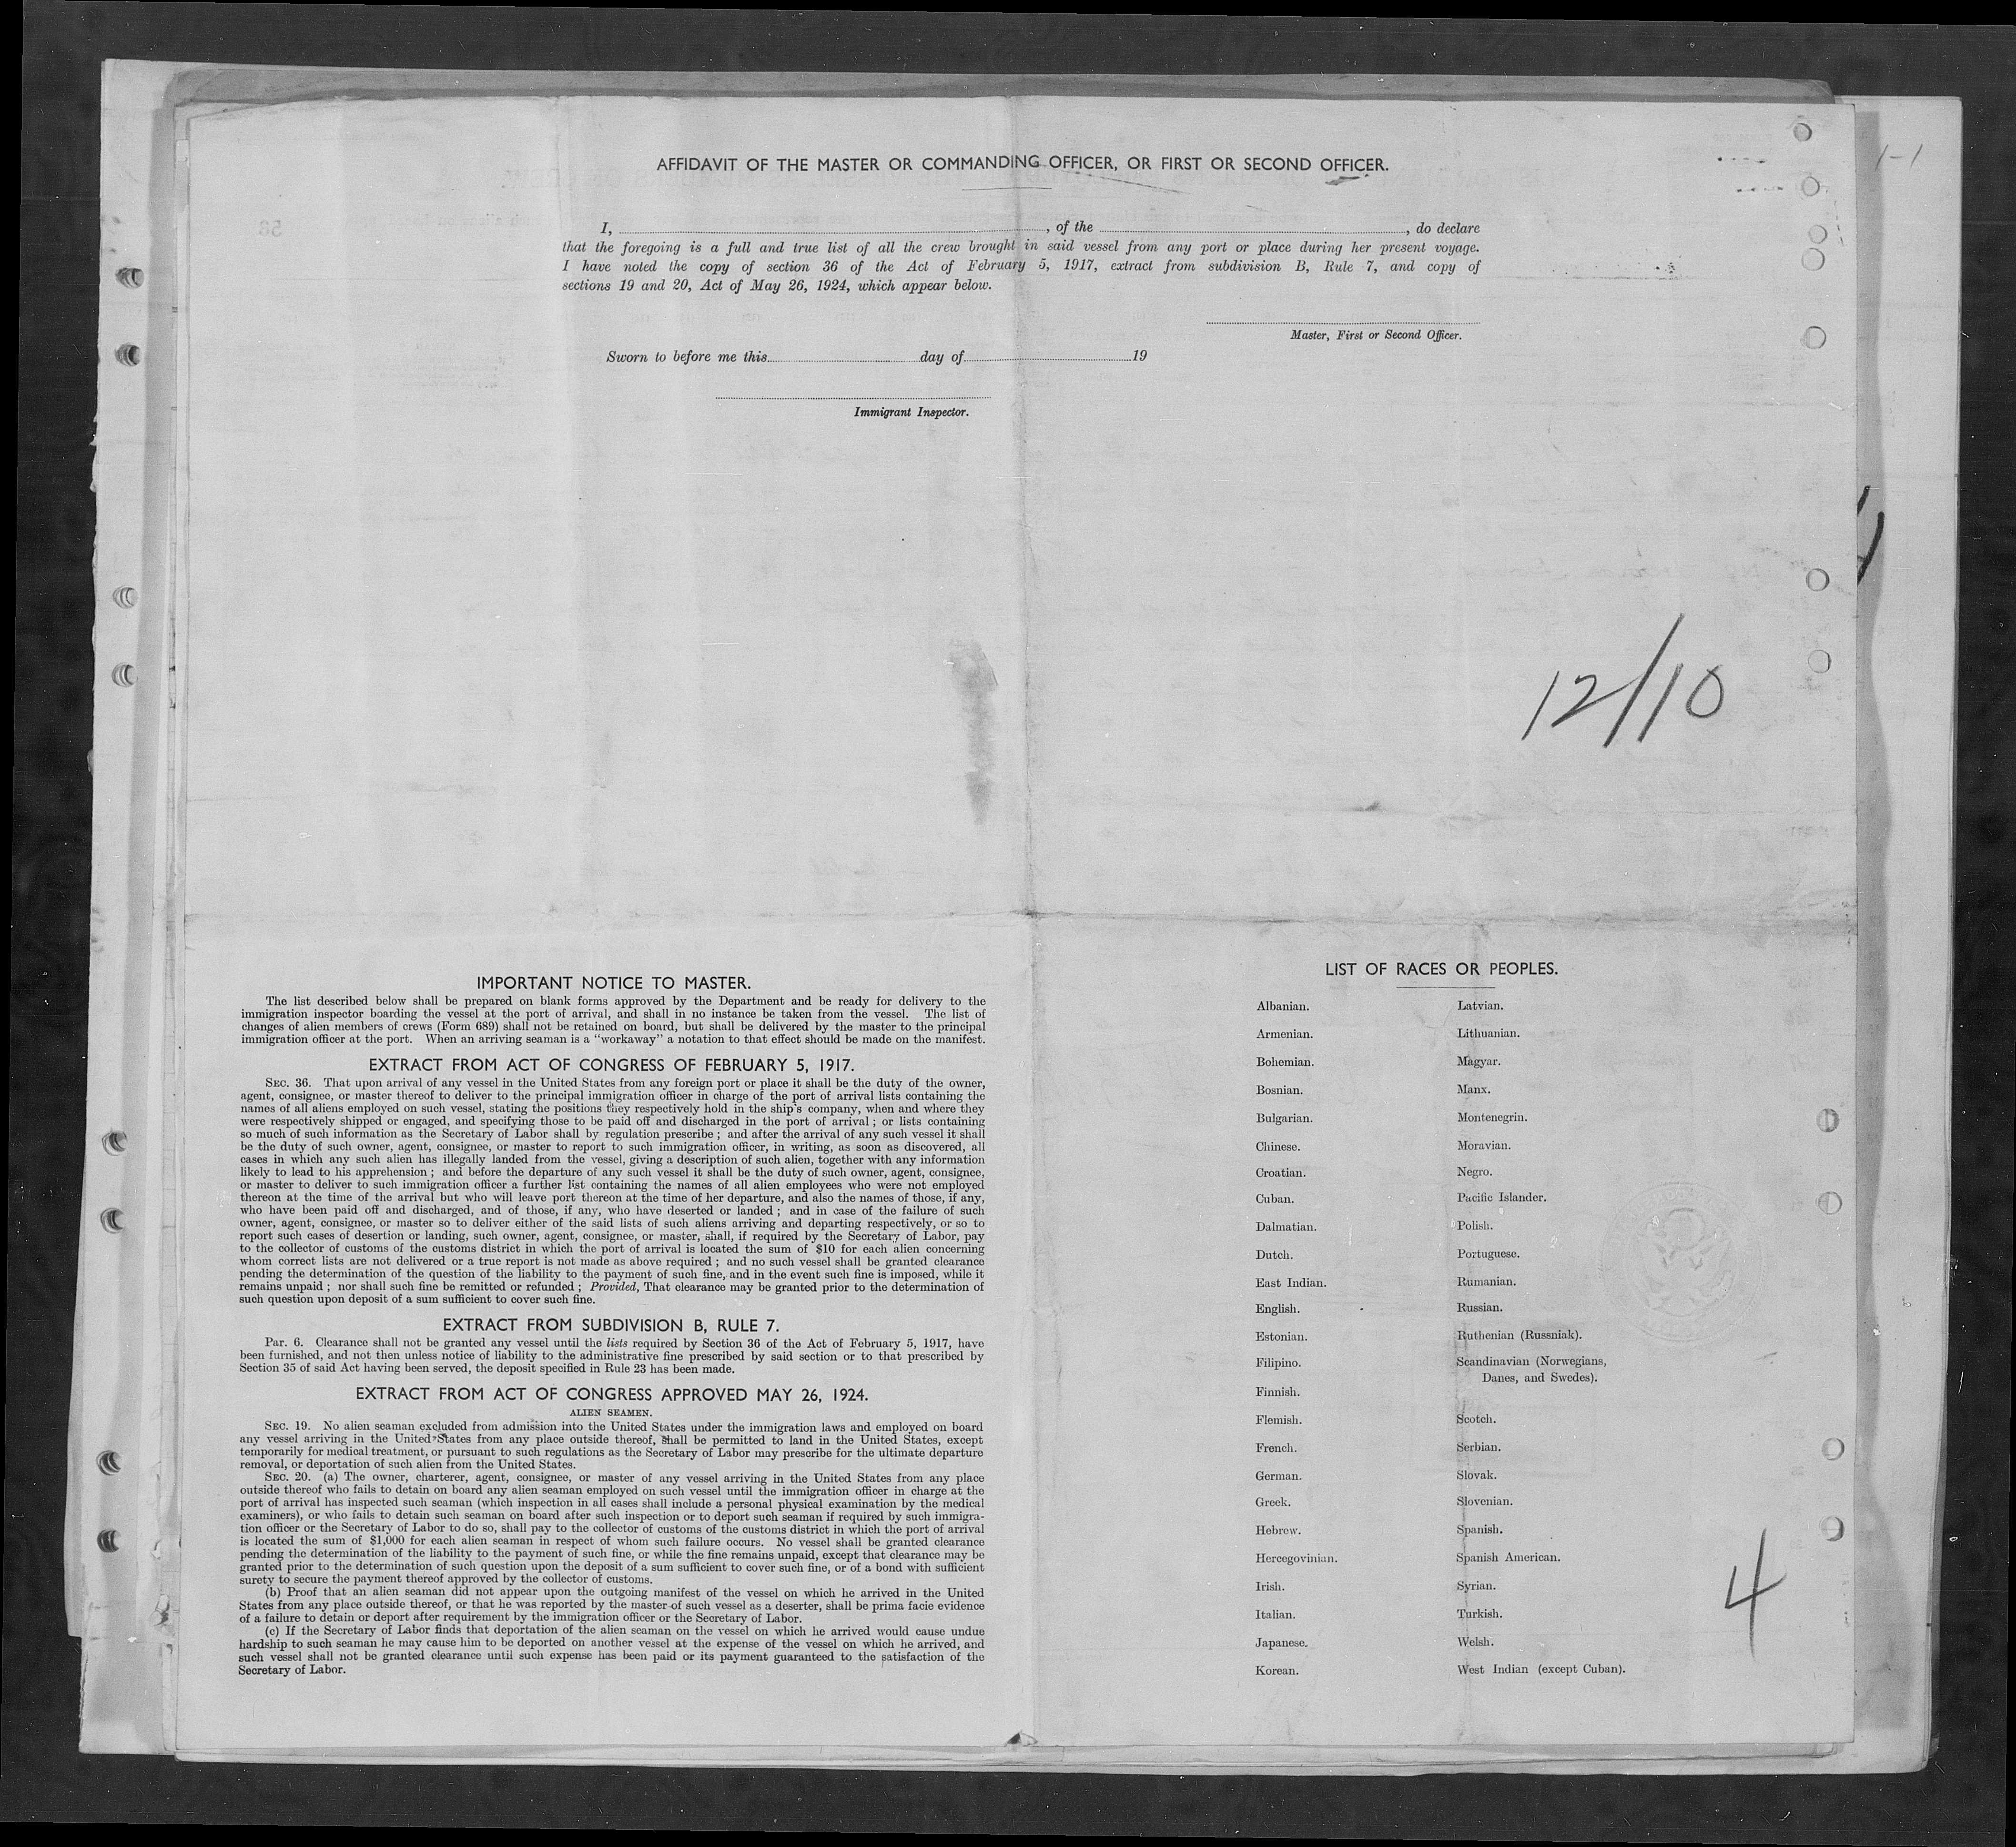 AFFIDAVIT OF THE MASTER OR COMMANDING OFFICER, OR FIRST OR SECOND OFFICER.
1-1
I, , of the , do declare
that the foregoing is a full and true list of all the crew brought in said vessel from any port or place during her present voyage.
I have noted the copy of section 36 of the Act of February 5, 1917, extract from subdivision B, Rule 7, and copy of
sections 19 and 20, Act of May 26, 1924, which appear below.
Master, First or Second Officer.
Sworn to before me this day of 19
Immigrant Inspector.
12/10
IMPORTANT NOTICE TO MASTER.
The list described below shall be prepared on blank forms approved by the Department and be ready for delivery to the
immigration inspector boarding the vessel at the port of arrival, and shall in no instance be taken from the vessel. The list of
changes of alien members of crews (Form 689) shall not be retained on board, but shall be delivered by the master to the principal
immigration officer at the port. When an arriving seaman is a "workaway" a notation to that effect should be made on the manifest.
EXTRACT FROM ACT OF CONGRESS OF FEBRUARY 5, 1917.
SEC. 36. That upon arrival of any vessel in the United States from any foreign port or place it shall be the duty of the owner,
agent, consignee, or master thereof to deliver to the principal immigration officer in charge of the port of arrival lists containing the
names of all aliens employed on such vessel, stating the positions they respectively hold in the ship's company, when and where they
were respectively shipped or engaged, and specifying those to be paid off and discharged in the port of arrival ; or lists containing
so much of such information as the Secretary of Labor shall by regulation prescribe ; and after the arrival of any such vessel it shall
be the duty of such owner, agent, consignee, or master to report to such immigration officer, in writing, as soon as discovered, all
cases in which any such alien has illegally landed from the vessel, giving a description of such alien, together with any information
likely to lead to his apprehension ; and before the departure of any such vessel it shall be the duty of such owner, agent, consignee,
or master to deliver to such immigration officer a further list containing the names of all alien employees who were not employed
thereon at the time of the arrival but who will leave port thereon at the time of her departure, and also the names of those, if any,
who have been paid off and discharged, and of those, if any, who have deserted or landed ; and in case of the failure of such
owner, agent, consignee, or master so to deliver either of the said lists of such aliens arriving and departing respectively, or so to
report such cases of desertion or landing, such owner, agent, consignee, or master, shall, if required by the Secretary of Labor, pay
to the collector of customs of the customs district in which the port of arrival is located the sum of $10 for each alien concerning
whom correct lists are not delivered or a true report is not made as above required ; and no such vessel shall be granted clearance
pending the determination of the question of the liability to the payment of such fine, and in the event such fine is imposed, while it
remains unpaid ; nor shall such fine be remitted or refunded ; Provided, That clearance may be granted prior to the determination of
such question upon deposit of a sum sufficient to cover such fine.
EXTRACT FROM SUBDIVISION B, RULE 7.
Par. 6. Clearance shall not be granted any vessel until the lists required by Section 36 of the Act of February 5, 1917, have
been furnished, and not then unless notice of liability to the administrative fine prescribed by said section or to that prescribed by
Section 35 of said Act having been served, the deposit specified in Rule 23 has been made.
EXTRACT FROM ACT OF CONGRESS APPROVED MAY 26, 1924.
ALIEN SEAMEN.
SEC. 19. No alien seaman excluded from admission into the United States under the immigration laws and employed on board
any vessel arriving in the United States from any place outside thereof, shall be permitted to land in the United States, except
temporarily for medical treatment, or pursuant to such regulations as the Secretary of Labor may prescribe for the ultimate departure
removal, or deportation of such alien from the United States.
SEC. 20. (a) The owner, charterer, agent, consignee, or master of any vessel arriving in the United States from any place
outside thereof who fails to detain on board any alien seaman employed on such vessel until the immigration officer in charge at the
port of arrival has inspected such seaman (which inspection in all cases shall include a personal physical examination by the medical
examiners), or who fails to detain such seaman on board after such inspection or to deport such seaman if required by such immigra-
tion officer or the Secretary of Labor to do so, shall pay to the collector of customs of the customs district in which the port of arrival
is located the sum of $1,000 for each alien seaman in respect of whom such failure occurs. No vessel shall be granted clearance
pending the determination of the liability to the payment of such fine, or while the fine remains unpaid, except that clearance may be
granted prior to the determination of such question upon the deposit of a sum sufficient to cover such fine, or of a bond with sufficient
surety to secure the payment thereof approved by the collector of customs.
(b) Proof that an alien seaman did not appear upon the outgoing manifest of the vessel on which he arrived in the United
States from any place outside thereof, or that he was reported by the master of such vessel as a deserter, shall be prima facie evidence
of a failure to detain or deport after requirement by the immigration officer or the Secretary of Labor.
(c) If the Secretary of Labor finds that deportation of the alien seaman on the vessel on which he arrived would cause undue
hardship to such seaman he may cause him to be deported on another vessel at the expense of the vessel on which he arrived, and
such vessel shall not be granted clearance until such expense has been paid or its payment guaranteed to the satisfaction of the
Secretary of Labor.
LIST OF RACES OR PEOPLES.
Albanian.
Armenian.
Bohemian.
Bosnian.
Bulgarian.
Chinese.
Croatian.
Cuban.
Dalmatian.
Dutch.
East Indian.
English.
Estonian.
Filipino.
Finnish.
Flemish.
French.
German.
Greek.
Hebrew.
Hercegovinian.
Irish.
Italian.
Japanese.
Korean.
Latvian.
Lithuanian.
Magyar.
Manx.
Montenegrin.
Moravian.
Negro.
Pacific Islander.
Polish.
Portuguese.
Rumanian.
Russian.
Ruthenian (Russniak).
Scandinavian (Norwegians,
Danes, and Swedes).
Scotch.
Serbian.
Slovak.
Slovenian.
Spanish.
Spanish American.
Syrian.
Turkish.
Welsh.
West Indian (except Cuban).
4